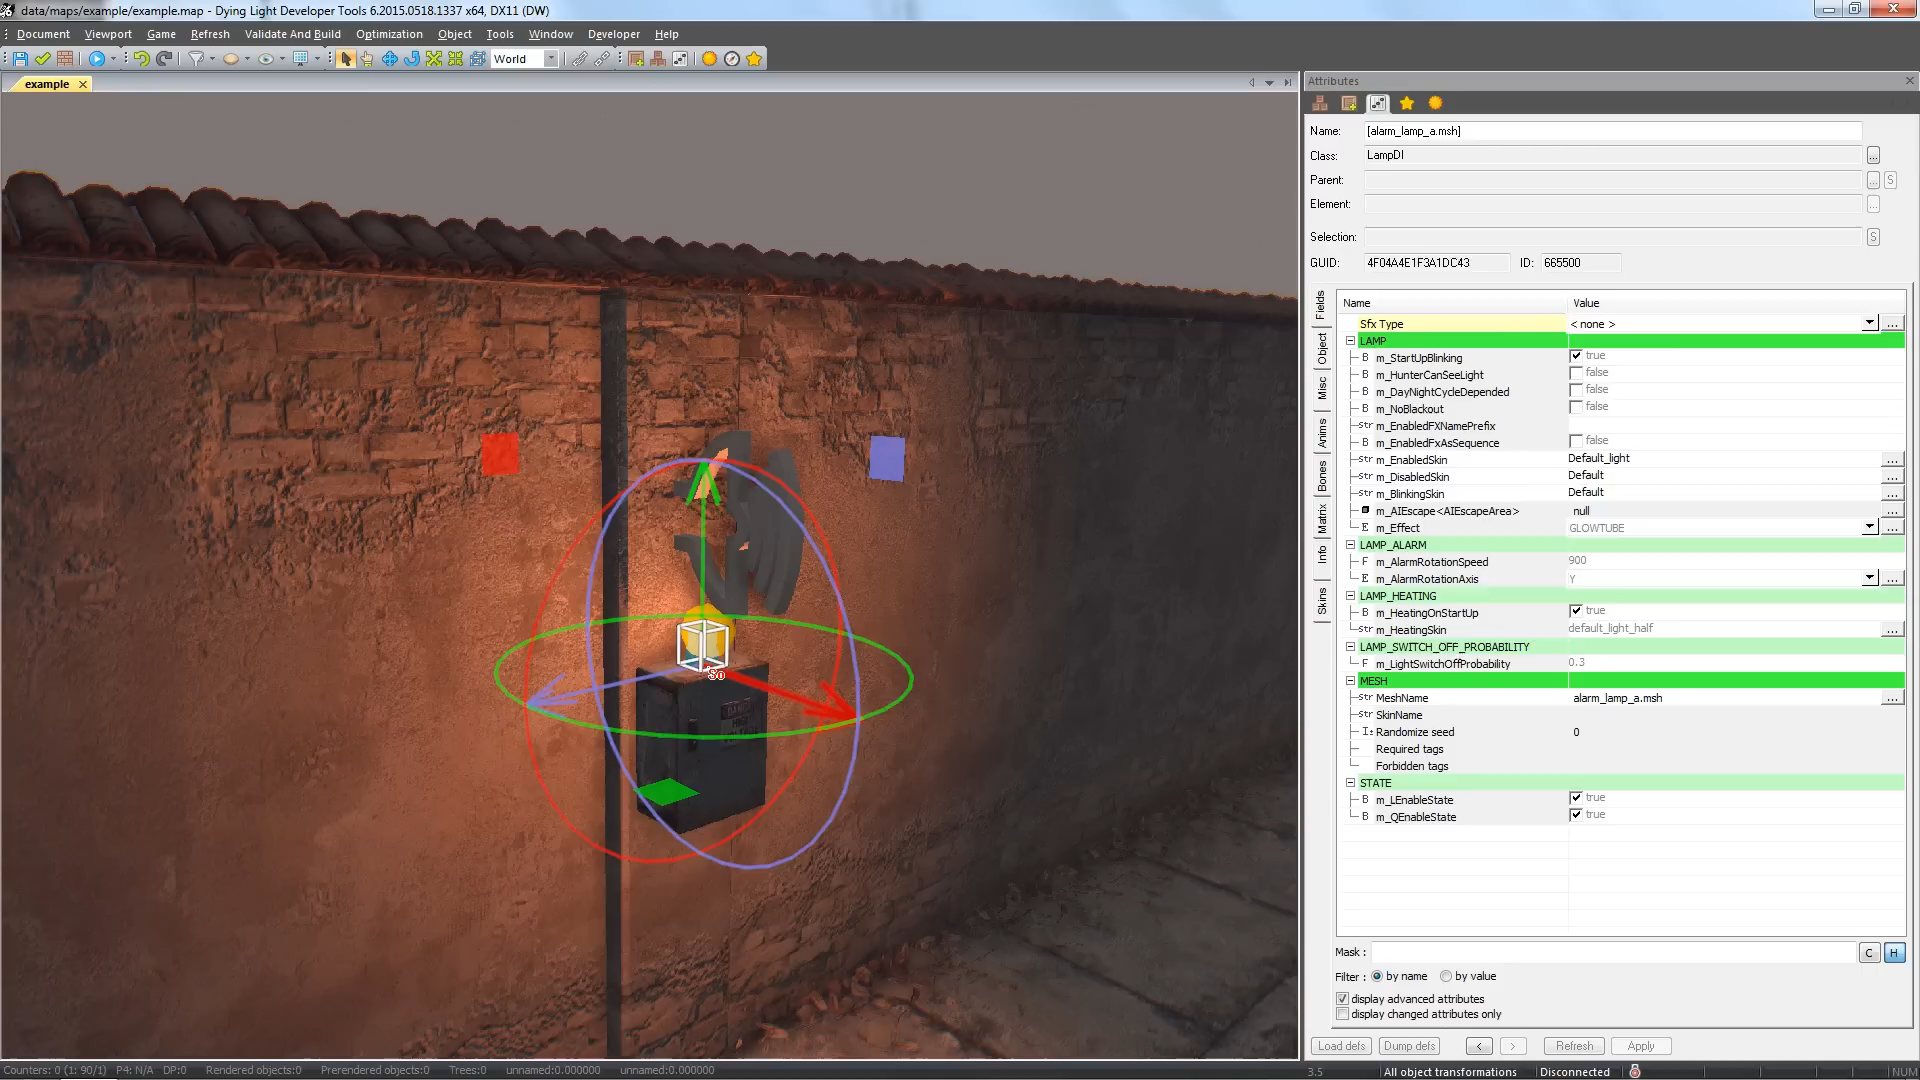 data/maps/example/example.map - Dying Light Developer Tools 6.2015.0518.1337 x64, DX11 (DW)
Document Viewport Game Refresh Validate And Build Optimization Object Tools Window Developer Help
World
example
Attributes
Name: [alarm_lamp_a.msh]
Class: LampDI ...
Parent: ... S
Element: ...
Selection: S
GUID: 4F04A4E1F3A1DC43 ID: 665500
Fields
Object
Misc
Anims
Bones
Matrix
Info
Skins
Name Value
Sfx Type < none > ...
LAMP
B m_StartUpBlinking true
B m_HunterCanSeeLight false
B m_DayNightCycleDepended false
B m_NoBlackout false
Str m_EnabledFXNamePrefix
B m_EnabledFxAsSequence false
Str m_EnabledSkin Default_light ...
Str m_DisabledSkin Default ...
Str m_BlinkingSkin Default ...
m_AIEscape<AIEscapeArea> null ...
E m_Effect GLOWTUBE ...
LAMP_ALARM
F m_AlarmRotationSpeed 900
E m_AlarmRotationAxis Y ...
LAMP_HEATING
B m_HeatingOnStartUp true
Str m_HeatingSkin default_light_half ...
LAMP_SWITCH_OFF_PROBABILITY
F m_LightSwitchOffProbability 0.3
MESH
Str MeshName alarm_lamp_a.msh ...
Str SkinName
Randomize seed 0
Required tags
Forbidden tags
STATE
B m_LEnableState true
B m_QEnableState true
Mask : C H
Filter : by name by value
display advanced attributes
display changed attributes only
Load defs Dump defs < > Refresh Apply
Counters: 0 (1: 90/1) P4: N/A DP:0 Rendered objects:0 Prerendered objects:0 Trees:0 unnamed:0.000000 unnamed:0.000000
3.5 All object transformations Disconnected NUM